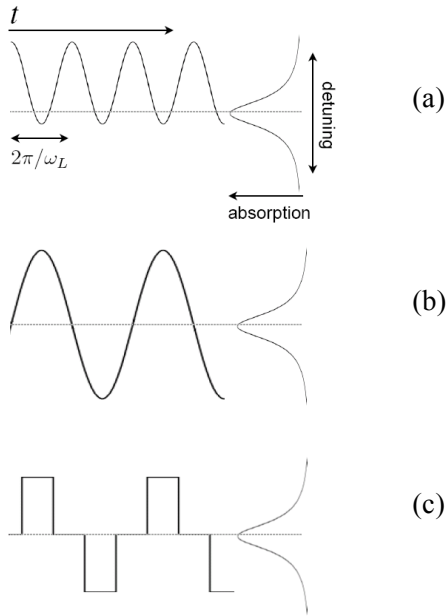 t
(a)
detuning
2π/ω_L
absorption
(b)
(c)